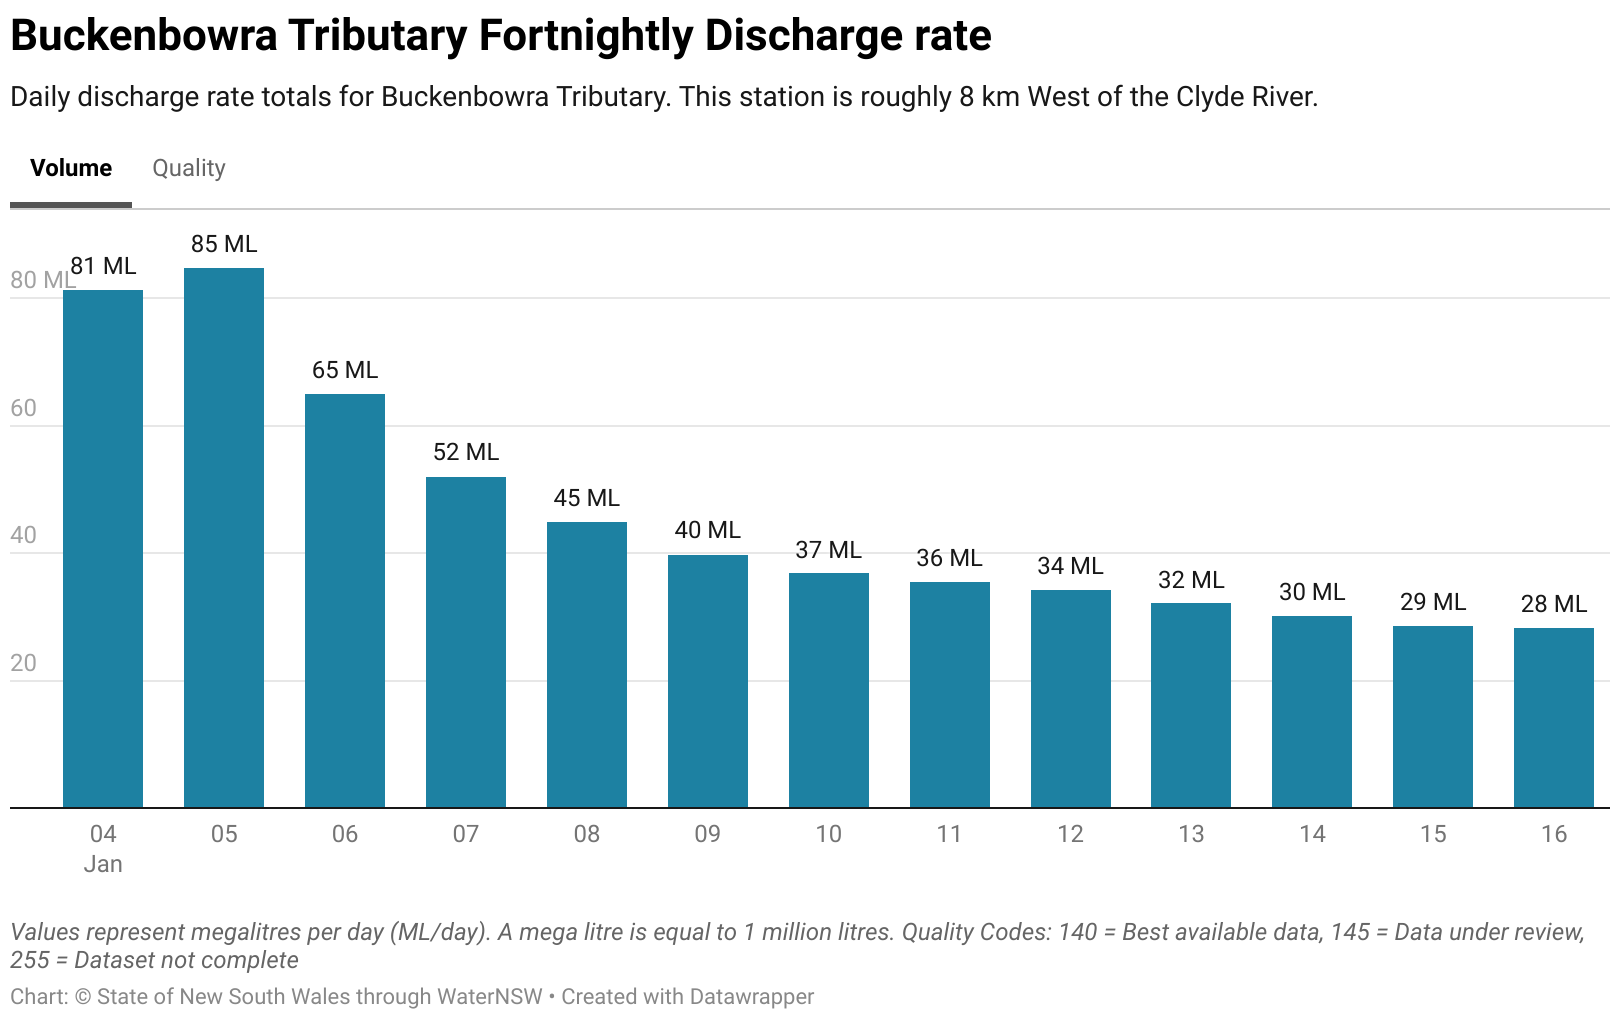 Buckenbowra Tributary Fortnightly Discharge rate
Daily discharge rate totals for Buckenbowra Tributary. This station is roughly 8 km West of the Clyde River.
Volume Quality
85 ML
81 ML
80 ML
65 ML
60
52 ML
45 ML
40 ML
40
37 ML
36 ML
34 ML
32 ML
30 ML
29 ML
28 ML
20
04 05 06 07 08 09 10 11 12 13 14 15 16
Jan
Values represent megalitres per day (ML/day). A mega litre is equal to 1 million litres. Quality Codes: 140 = Best available data, 145 = Data under review,
255 = Dataset not complete
Chart: © State of New South Wales through WaterNSW • Created with Datawrapper